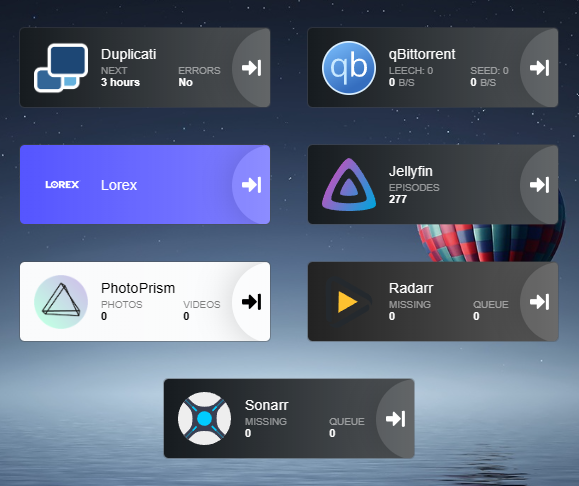 Duplicati
NEXT ERRORS
3 hours No
qBittorrent
LEECH: 0 SEED: 0
0 B/S 0 B/S
qb
LOREX Lorex
Jellyfin
EPISODES
277
PhotoPrism
PHOTOS VIDEOS
0 0
Radarr
MISSING QUEUE
0 0
Sonarr
MISSING QUEUE
0 0